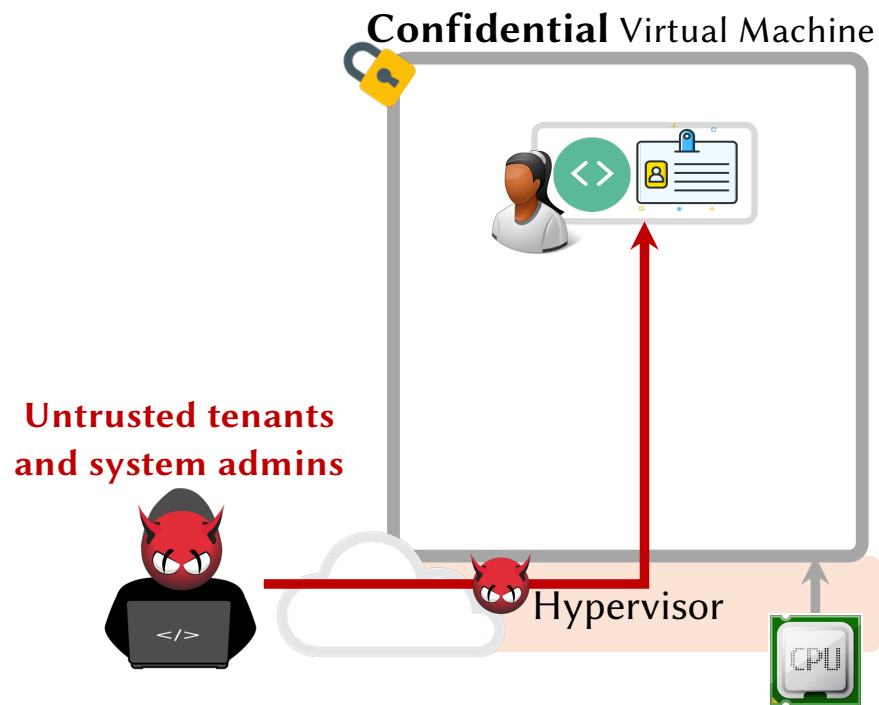 Confidential Virtual Machine
< >
Untrusted tenants
and system admins
</>
Hypervisor
CPU